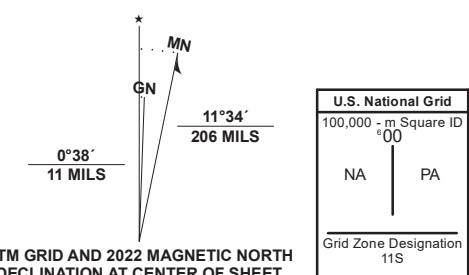 ★
MN
GN
11°34´
206 MILS
0°38´
11 MILS
TM GRID AND 2022 MAGNETIC NORTH
DECLINATION AT CENTER OF SHEET
U.S. National Grid
100,000 - m Square ID
⁶00
NA PA
Grid Zone Designation
11S